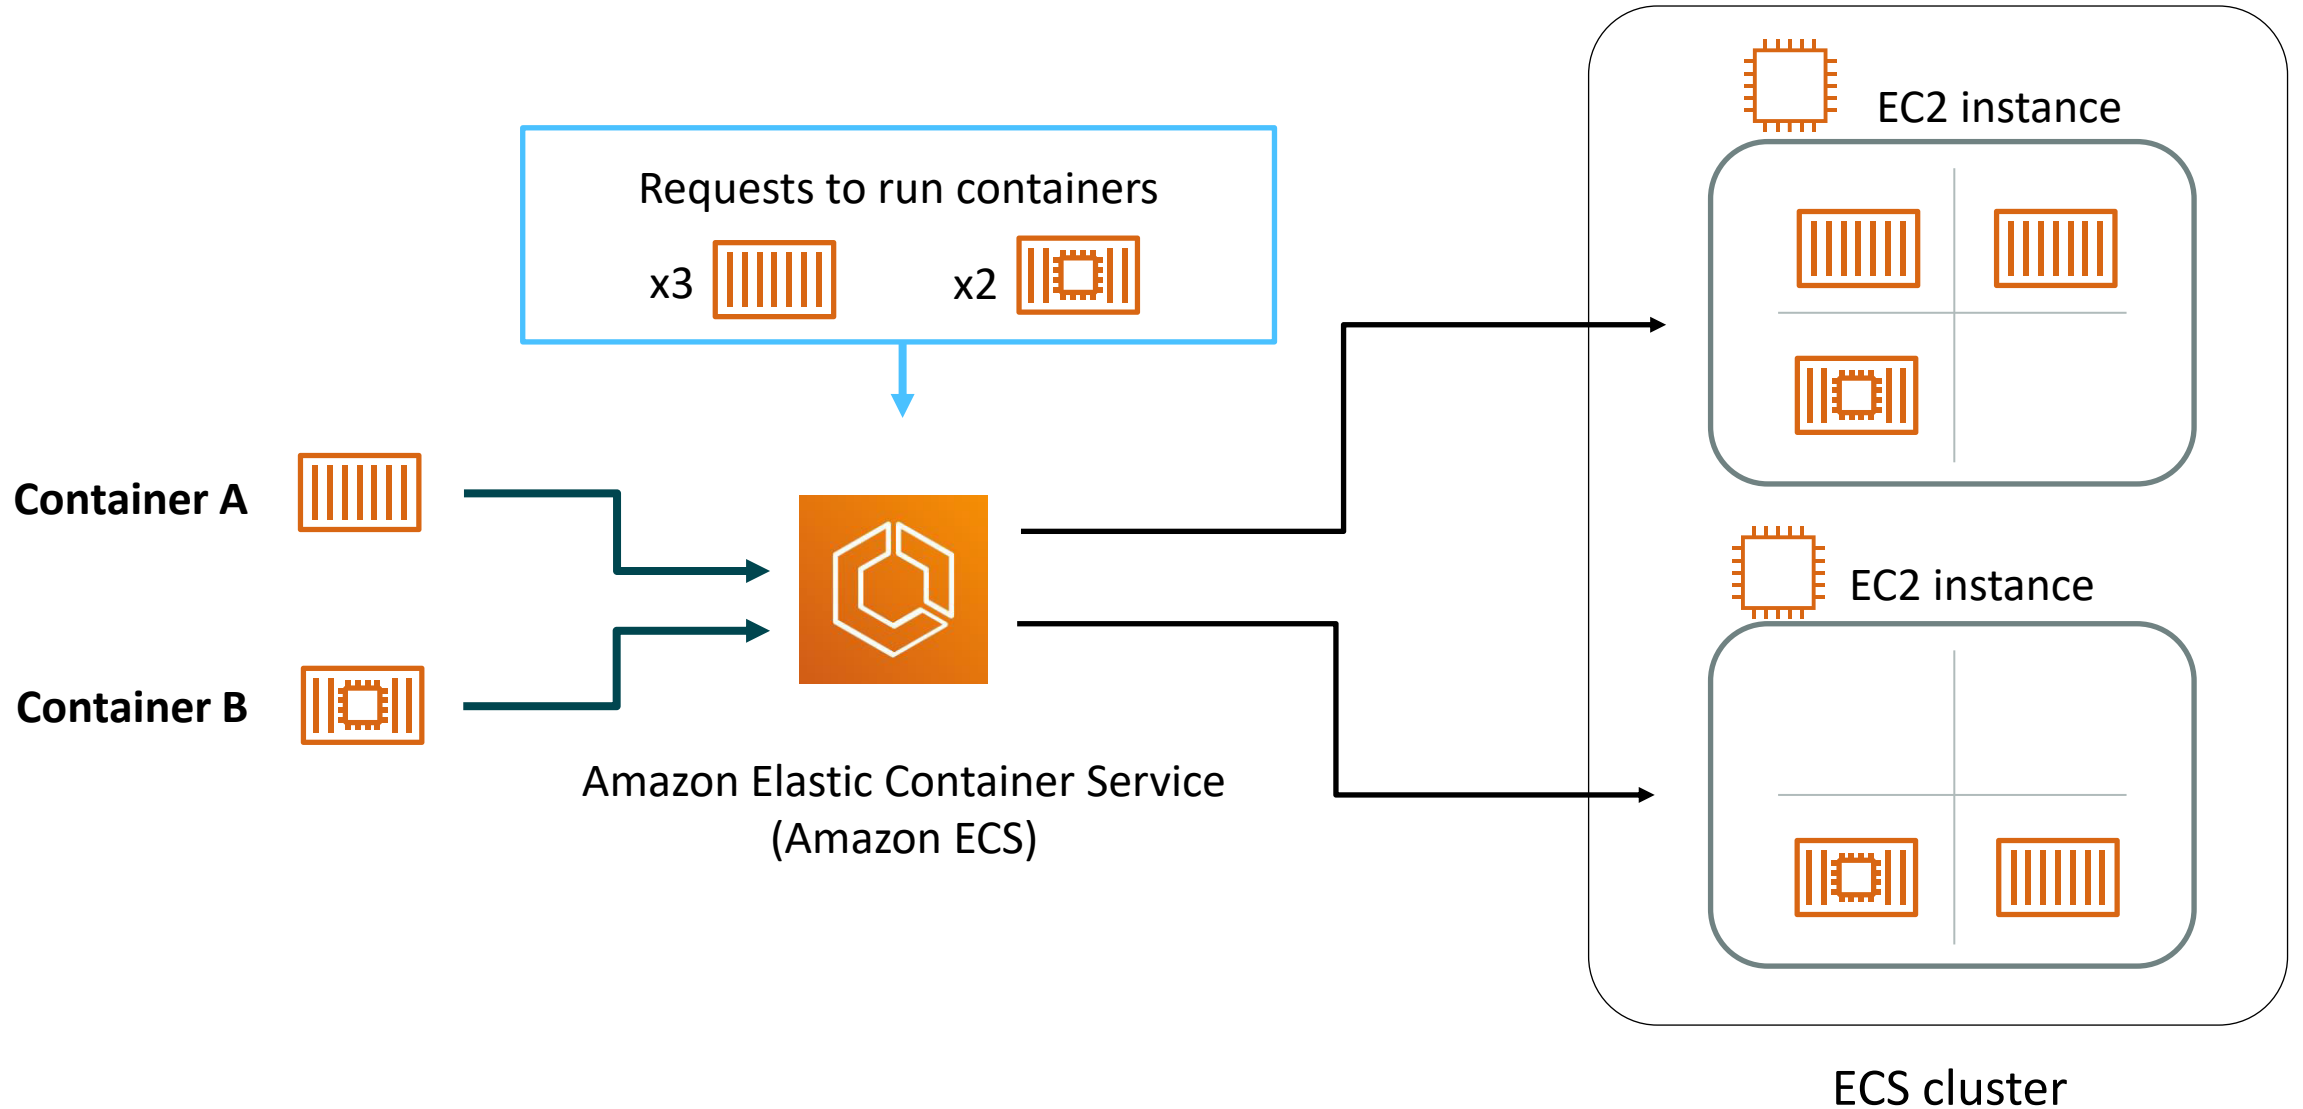 Requests to run containers
x3
x2
Container A
Container B
Amazon Elastic Container Service
(Amazon ECS)
EC2 instance
EC2 instance
ECS cluster